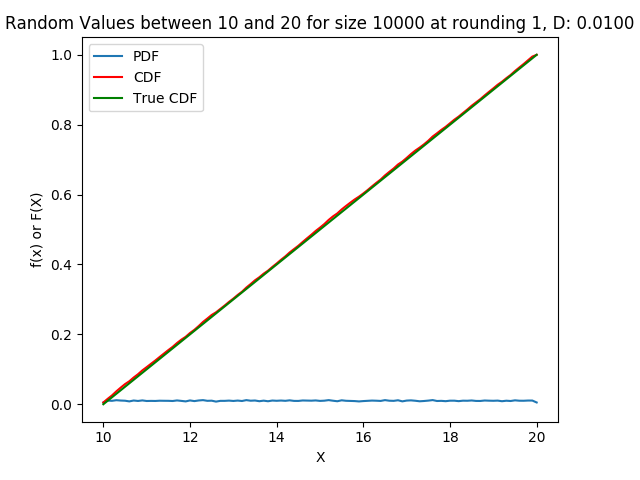 Random Values between 10 and 20 for size 10000 at rounding 1, D: 0.0100
PDF
CDF
True CDF
1.0
0.8
0.6
0.4
0.2
0.0
f(x) or F(X)
10 12 14 16 18 20
X